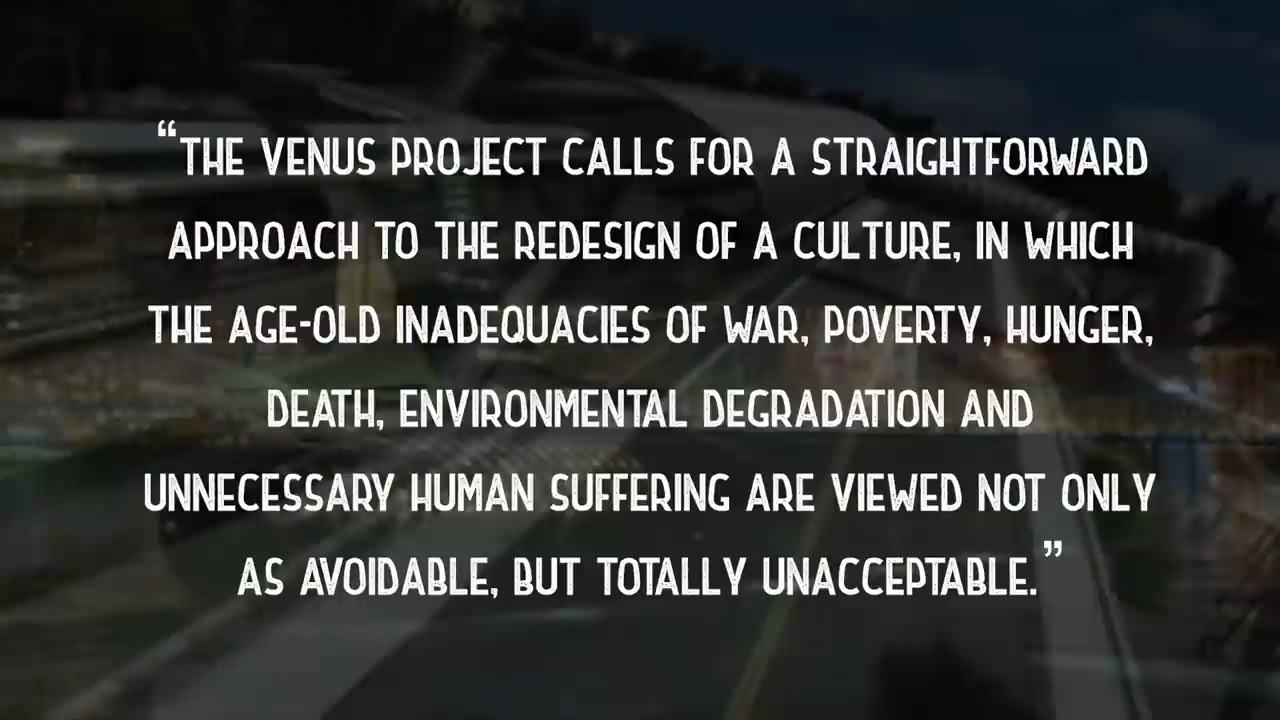 “THE VENUS PROJECT CALLS FOR A STRAIGHTFORWARD
APPROACH TO THE REDESIGN OF A CULTURE, IN WHICH
THE AGE-OLD INADEQUACIES OF WAR, POVERTY, HUNGER,
DEATH, ENVIRONMENTAL DEGRADATION AND
UNNECESSARY HUMAN SUFFERING ARE VIEWED NOT ONLY
AS AVOIDABLE, BUT TOTALLY UNACCEPTABLE.”